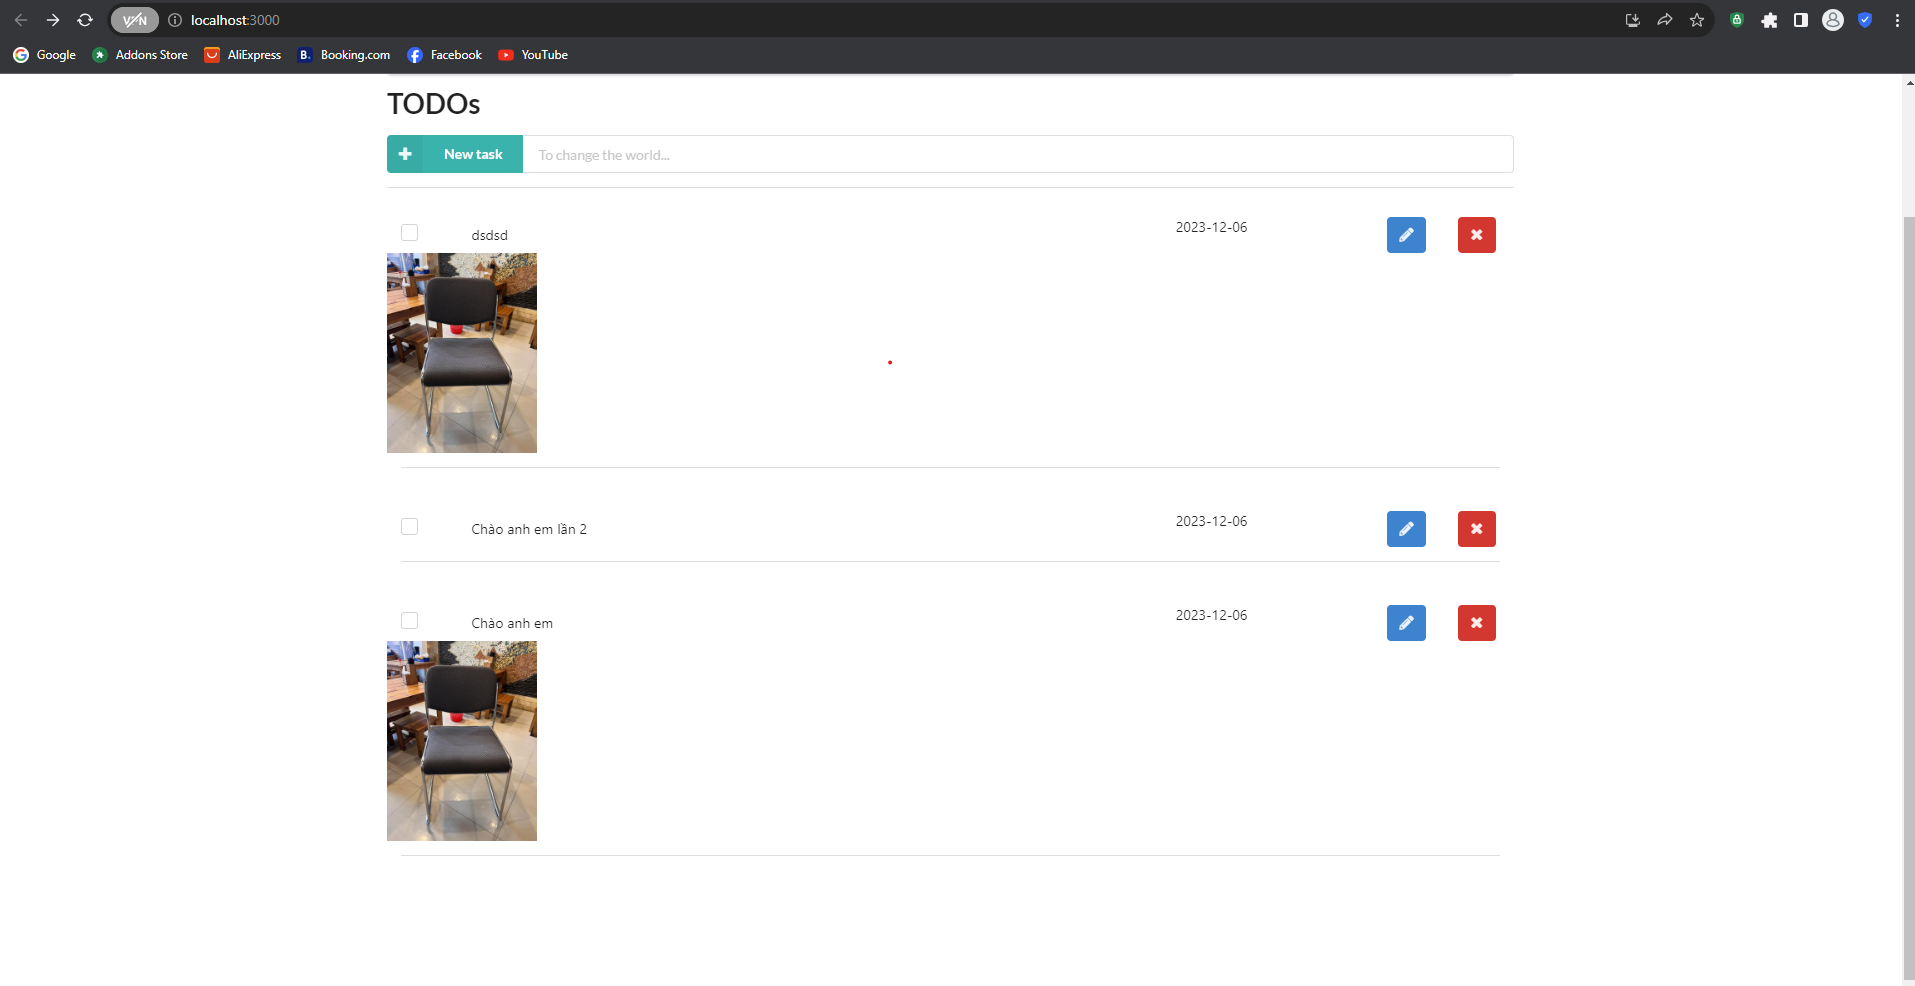 VPN localhost:3000
Google Addons Store B. Booking.com AliExpress Facebook YouTube
TODOs
New task To change the world...
dsdsd 2023-12-06
Chào anh em lần 2 2023-12-06
Chào anh em 2023-12-06